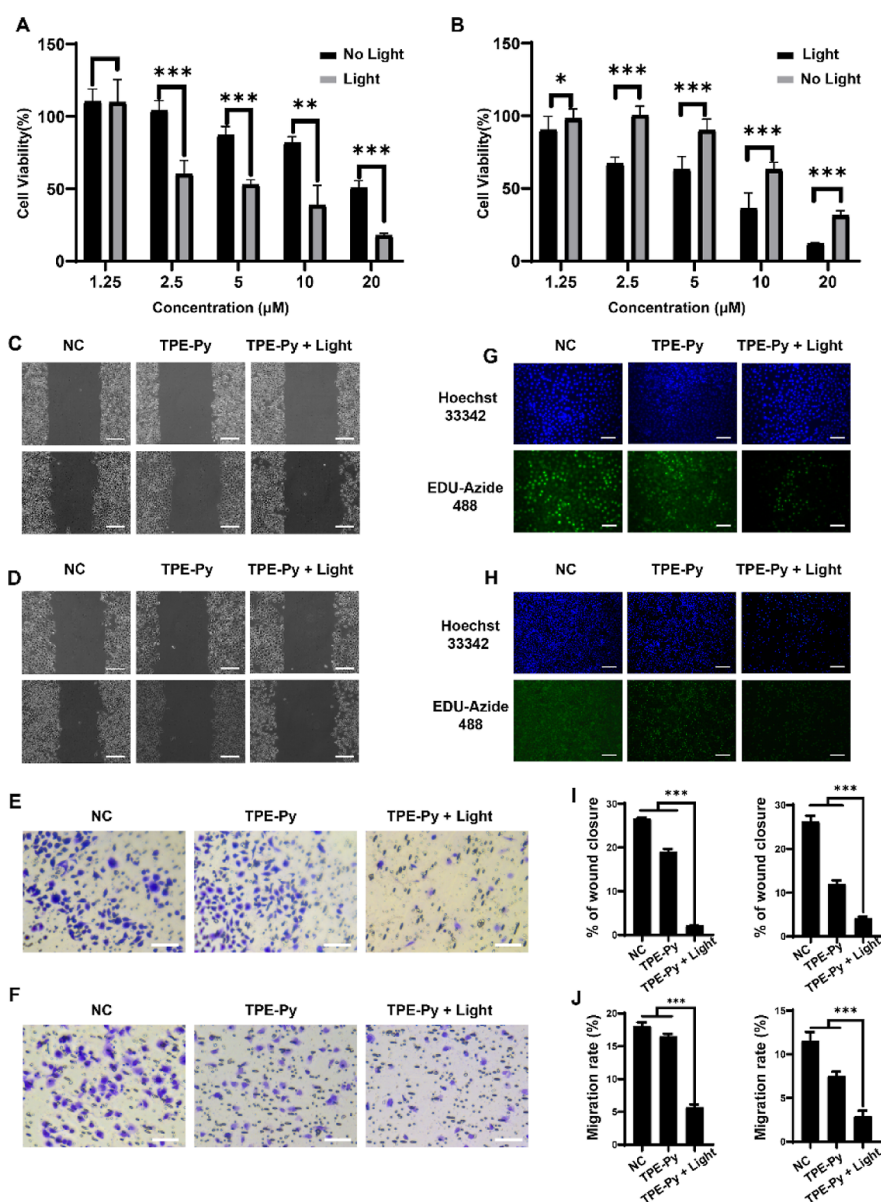 A
150
100
50
0
Cell Viability(%)
No Light
Light
***
***
**
***
1.25 2.5 5 10 20
Concentration (μM)
B
150
100
50
0
Cell Viability(%)
Light
No Light
*
***
***
***
***
1.25 2.5 5 10 20
Concentration (μM)
C
NC TPE-Py TPE-Py + Light
D
NC TPE-Py TPE-Py + Light
G
NC TPE-Py TPE-Py + Light
Hoechst
33342
EDU-Azide
488
H
NC TPE-Py TPE-Py + Light
Hoechst
33342
EDU-Azide
488
E
NC TPE-Py TPE-Py + Light
F
NC TPE-Py TPE-Py + Light
I
% of wound closure
30
20
10
0
***
NC
TPE-Py
TPE-Py + Light
% of wound closure
30
20
10
0
***
NC
TPE-Py
TPE-Py + Light
J
Migration rate (%)
20
15
10
5
0
***
NC
TPE-Py
TPE-Py + Light
Migration rate (%)
15
10
5
0
***
NC
TPE-Py
TPE-Py + Light